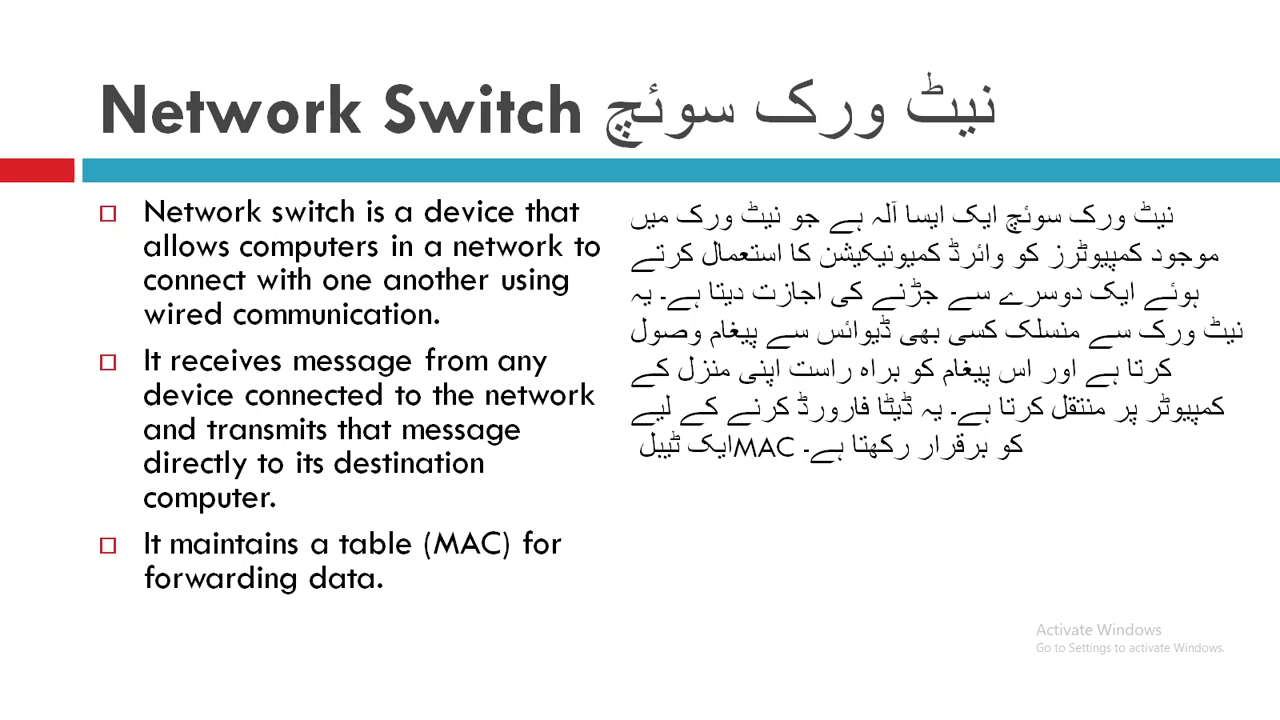 Network Switch نیٹ ورک سوئچ
Network switch is a device that
allows computers in a network to
connect with one another using
wired communication.
It receives message from any
device connected to the network
and transmits that message
directly to its destination
computer.
It maintains a table (MAC) for
forwarding data.
نیٹ ورک سوئچ ایک ایسا آلہ ہے جو نیٹ ورک میں
موجود کمپیوٹرز کو وائرڈ کمیونیکیشن کا استعمال کرتے
ہوئے ایک دوسرے سے جڑنے کی اجازت دیتا ہے۔ یہ
نیٹ ورک سے منسلک کسی بھی ڈیوائس سے پیغام وصول
کرتا ہے اور اس پیغام کو براہ راست اپنی منزل کے
کمپیوٹر پر منتقل کرتا ہے۔ یہ ڈیٹا فارورڈ کرنے کے لیے
ایک ٹیبل MAC کو برقرار رکھتا ہے۔
Activate Windows
Go to Settings to activate Windows.